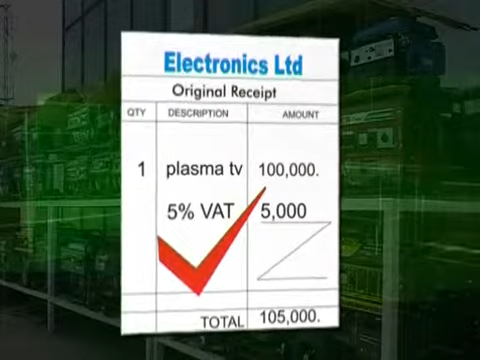 Electronics Ltd
Original Receipt
QTY DESCRIPTION AMOUNT
1 plasma tv 100,000.
5% VAT 5,000
TOTAL 105,000.